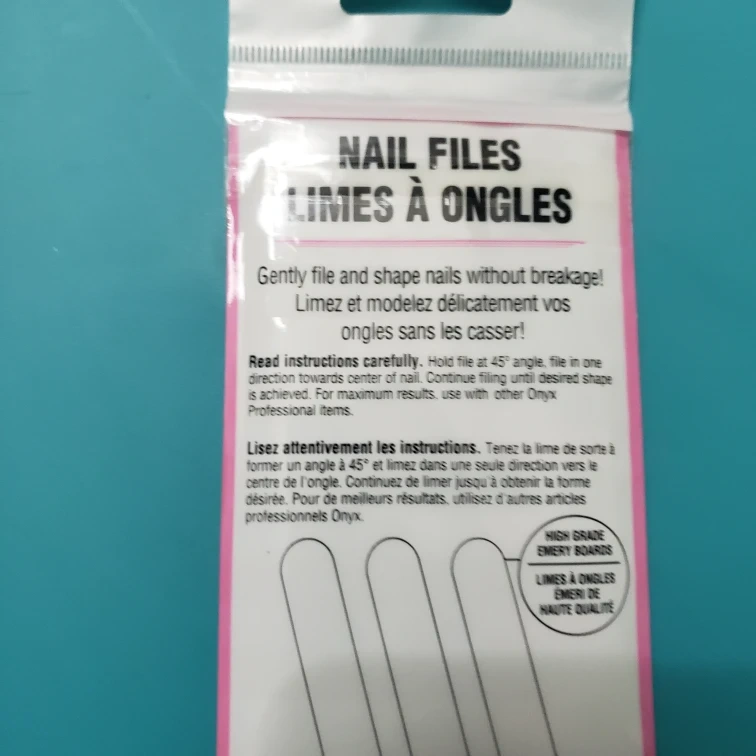 NAIL FILES
LIMES À ONGLES
Gently file and shape nails without breakage!
Limez et modelez délicatement vos
ongles sans les casser!
Read instructions carefully. Hold file at 45° angle, file in one
direction towards center of nail. Continue filing until desired shape
is achieved. For maximum results, use with other Onyx
Professional items.
Lisez attentivement les instructions. Tenez la lime de sorte à
former un angle à 45° et limez dans une seule direction vers le
centre de l'ongle. Continuez de limer jusqu'à obtenir la forme
désirée. Pour de meilleurs résultats, utilisez d'autres articles
professionnels Onyx.
HIGH GRADE
EMERY BOARDS
LIMES À ONGLES
ÉMERI DE
HAUTE QUALITÉ